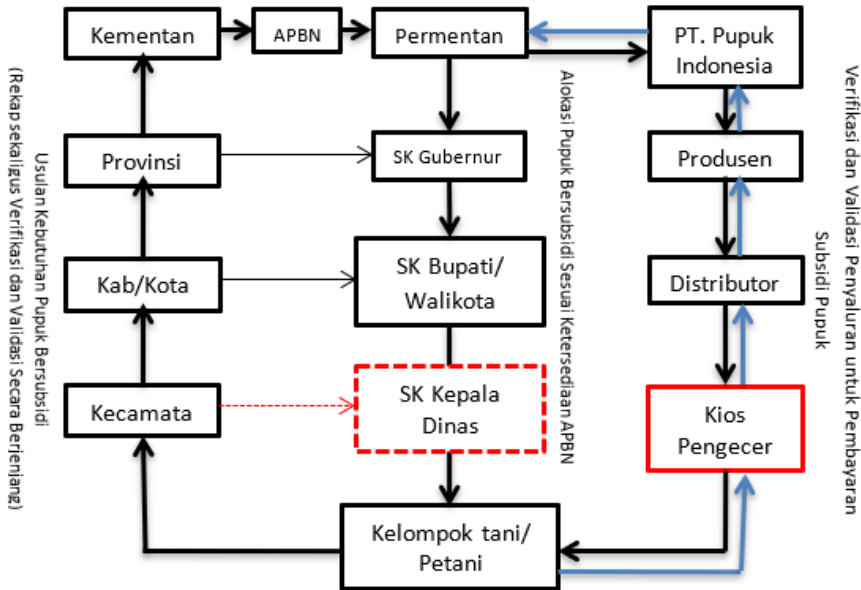 Kementan
APBN
Permentan
PT. Pupuk
Indonesia
Provinsi
SK Gubernur
Produsen
Kab/Kota
SK Bupati/
Walikota
Distributor
Kecamata
SK Kepala
Dinas
Kios
Pengecer
Kelompok tani/
Petani
Usulan Kebutuhan Pupuk Bersubsidi
(Rekap sekaligus Verifikasi dan Validasi Secara Berjenjang)
Alokasi Pupuk Bersubsidi Sesuai Ketersediaan APBN
Verifikasi dan Validasi Penyaluran untuk Pembayaran
Subsidi Pupuk